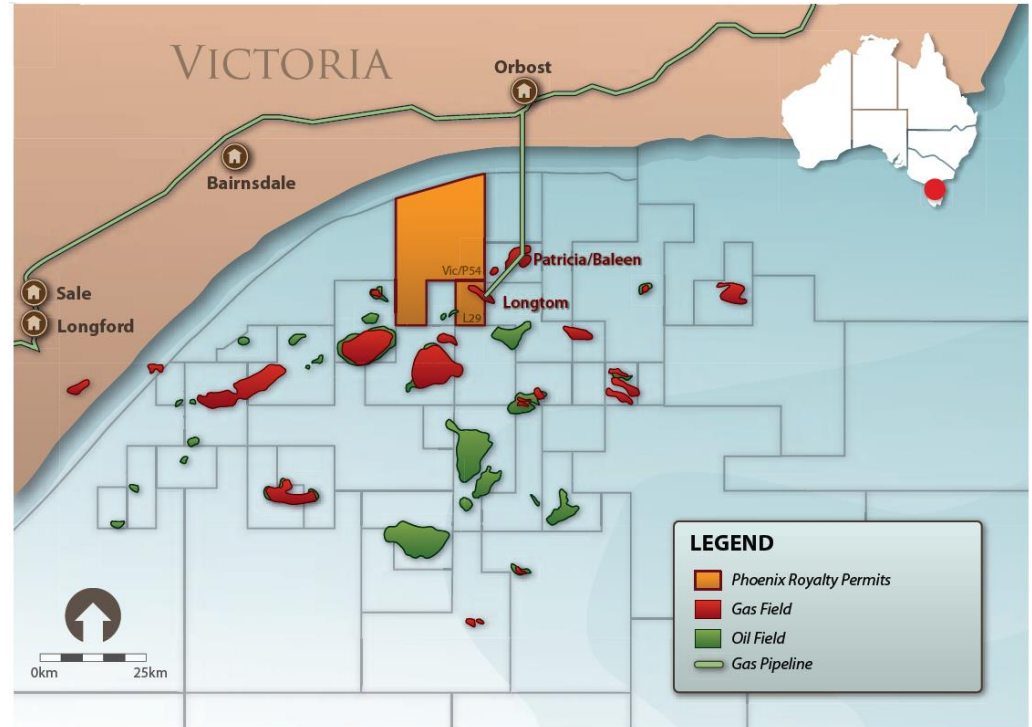 VICTORIA
Orbost
Bairnsdale
Patricia/Baleen
Vic/P54
Sale
Longtom
L29
Longford
LEGEND
Phoenix Royalty Permits
Gas Field
Oil Field
Gas Pipeline
0km 25km